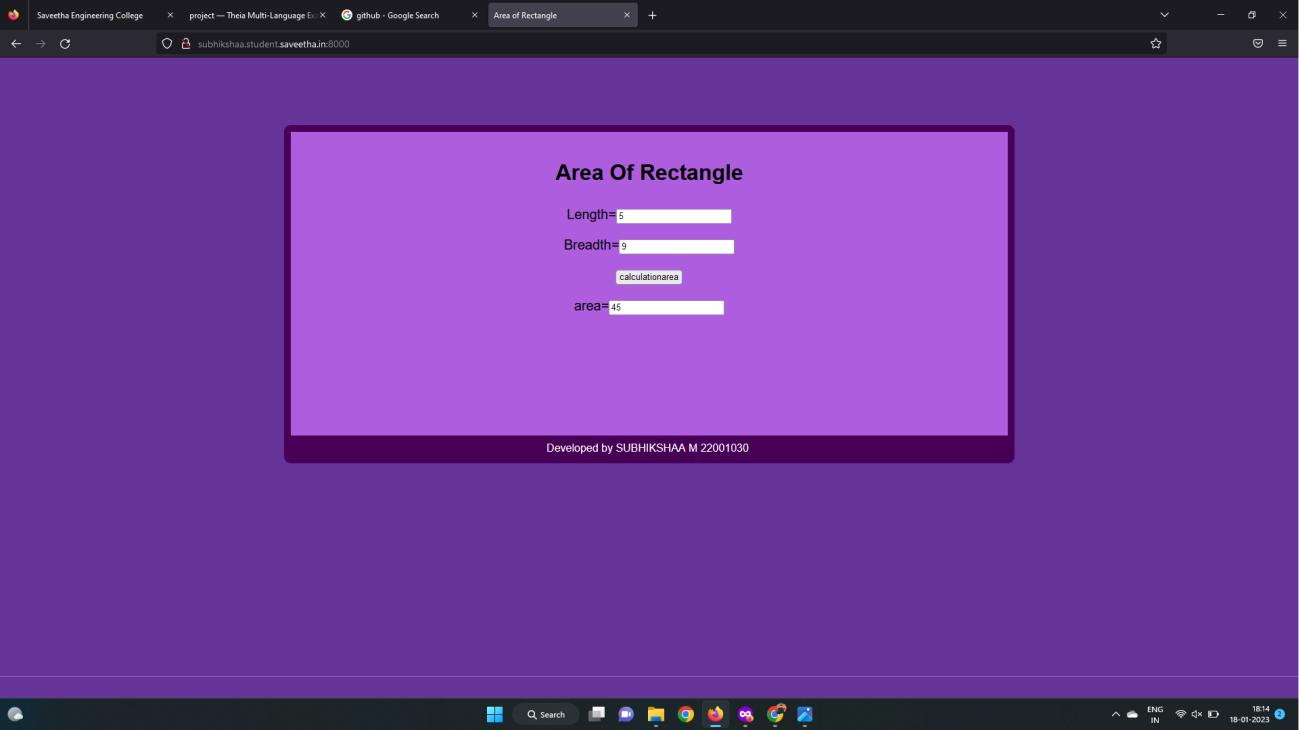 Saveetha Engineering College
project — Theia Multi-Language Ex
github - Google Search
Area of Rectangle
subhikshaa.student.saveetha.in:8000
Area Of Rectangle
Length=5
Breadth=9
calculationarea
area=45
Developed by SUBHIKSHAA M 22001030
Search
ENG
IN
18:14
18-01-2023
2